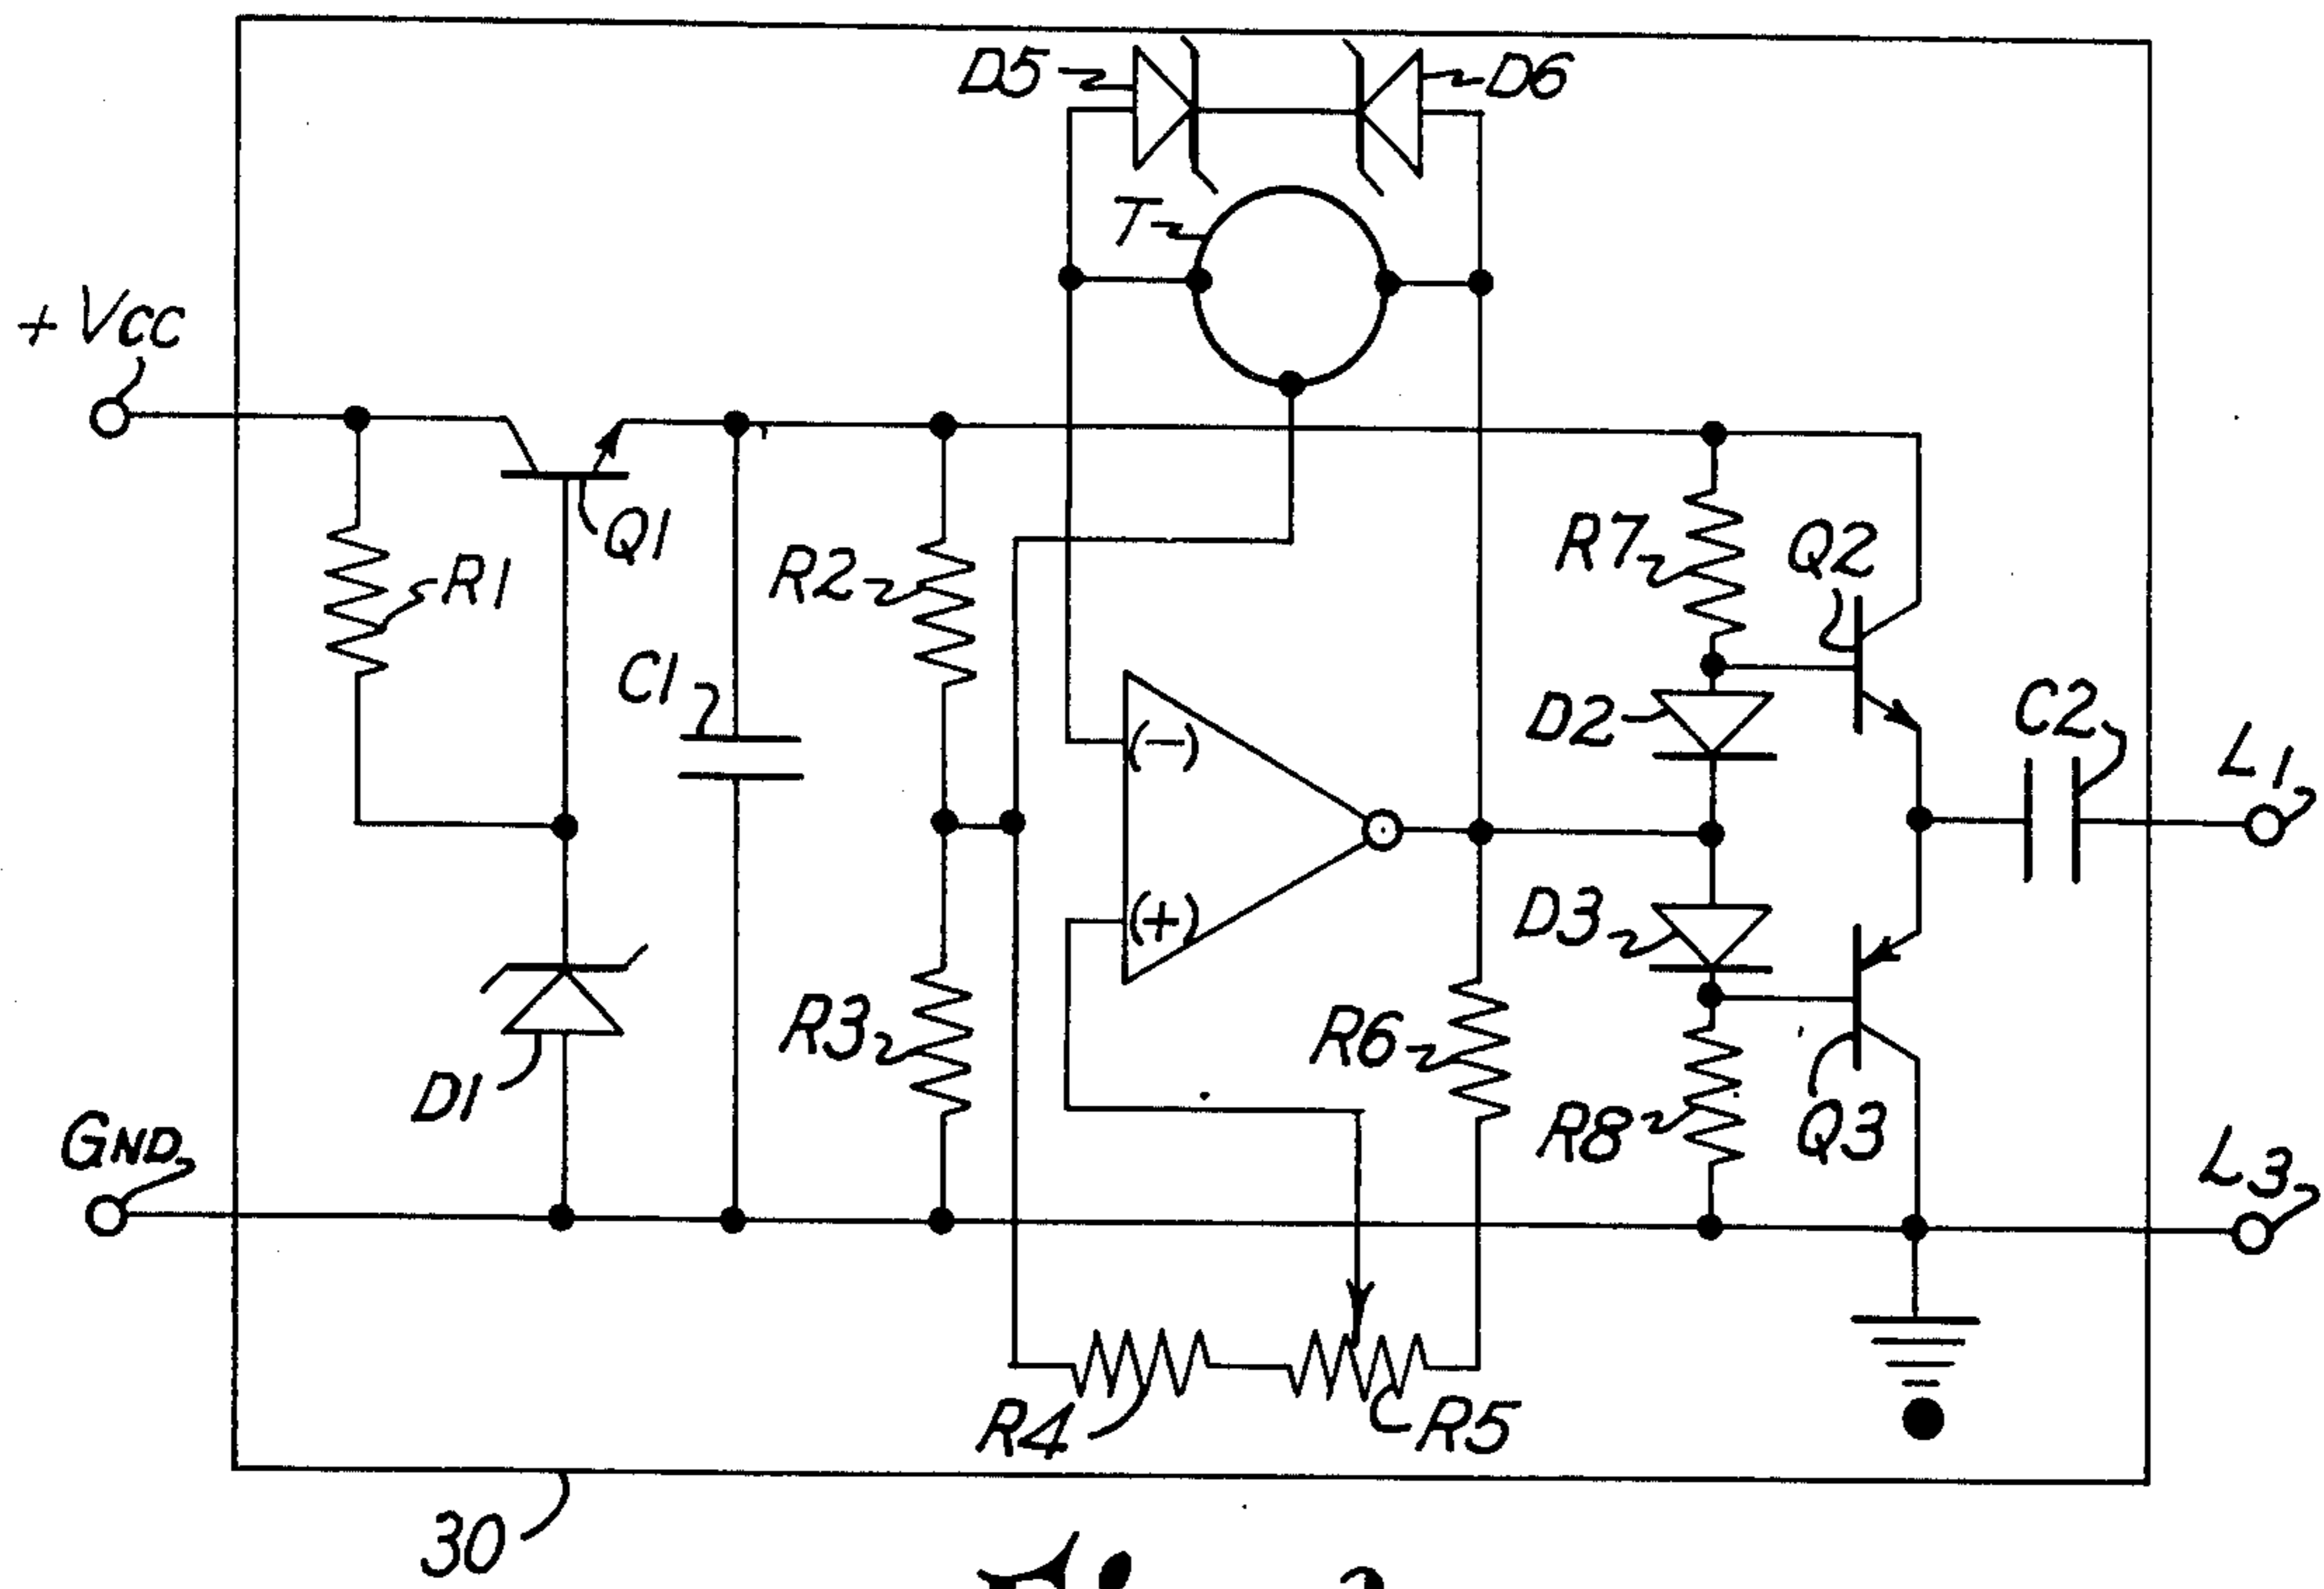 D5
D6
T
+ VCC
Q1
R1
R2
R7
Q2
C1
(-)
D2
C2
L1
(+)
D3
R3
R6
D1
R8
Q3
GND
L3
R4
R5
30